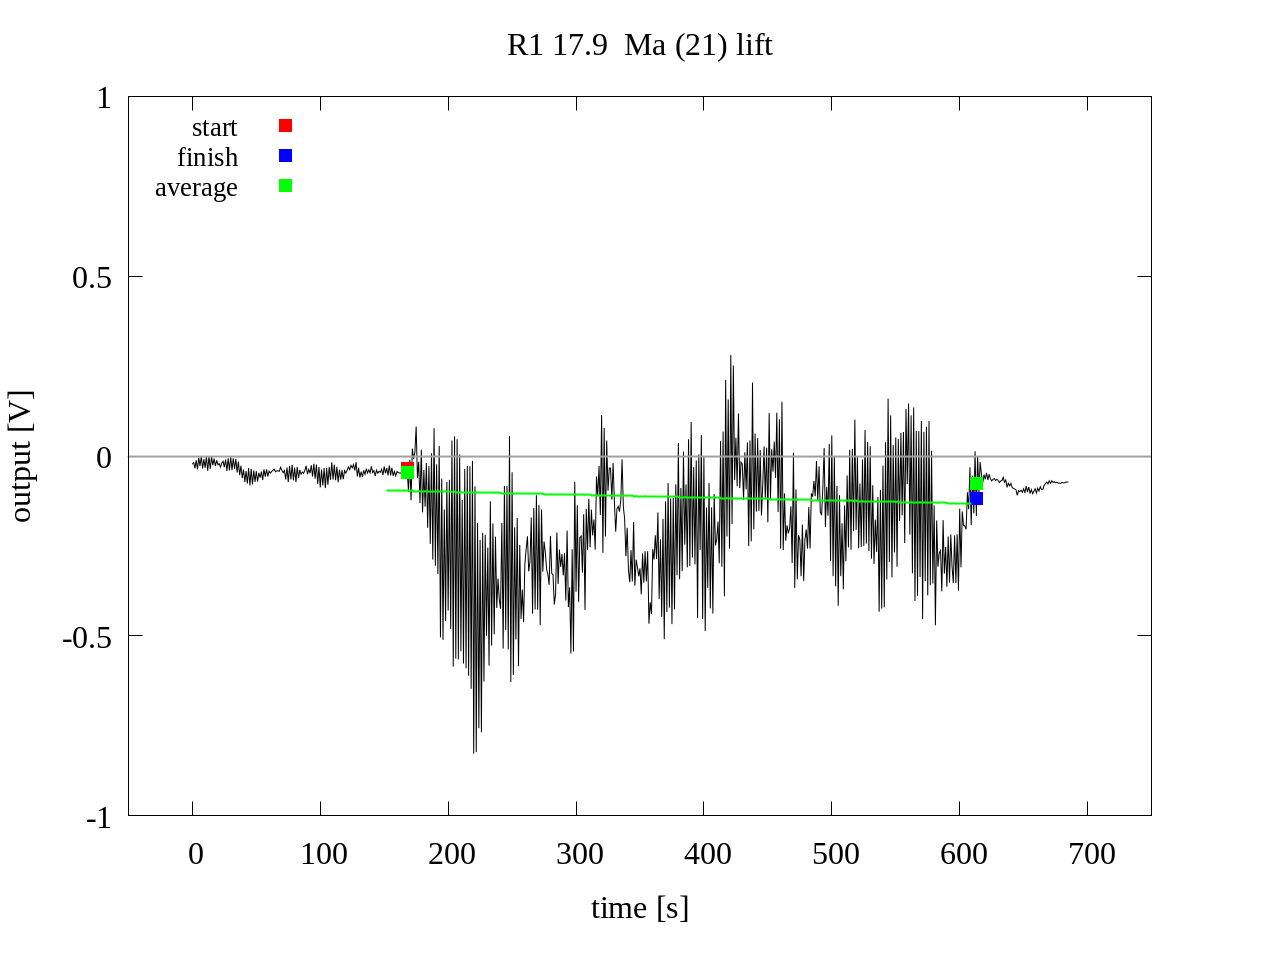 R1 17.9  Ma (21) lift
1
0.5
0
-0.5
-1
output [V]
start
finish
average
0 100 200 300 400 500 600 700
time [s]